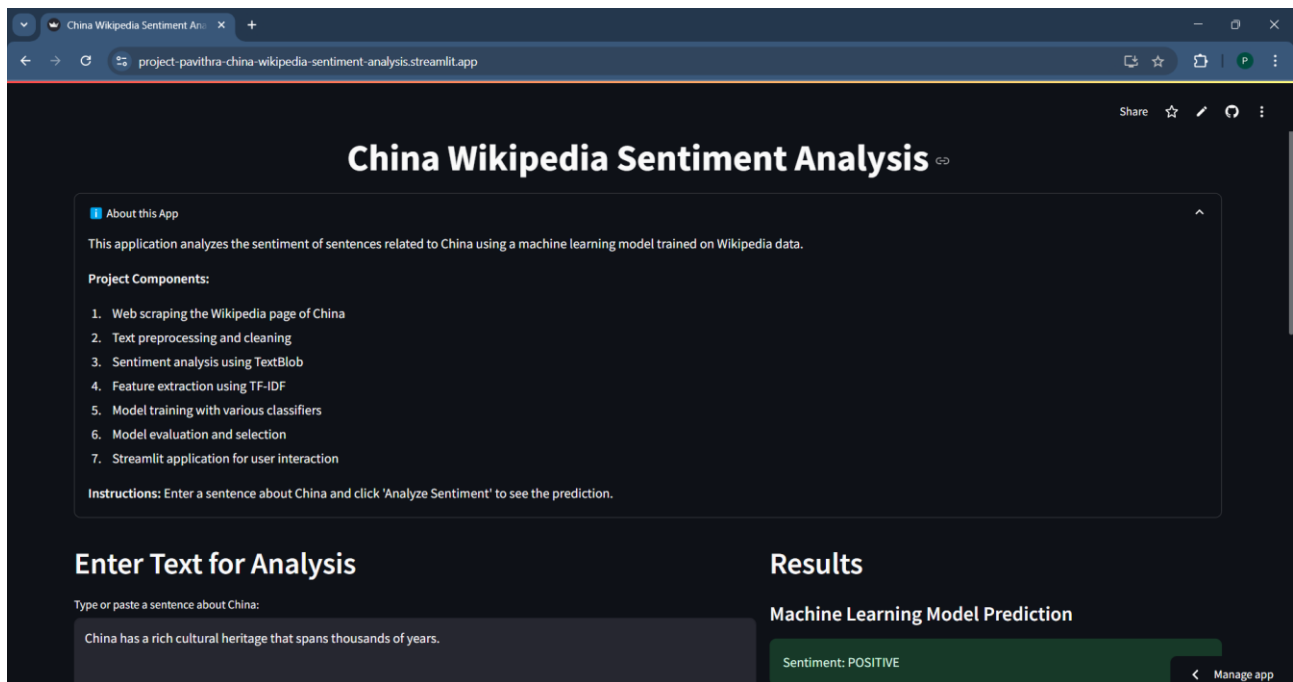 China Wikipedia Sentiment Ana
project-pavithra-china-wikipedia-sentiment-analysis.streamlit.app
P
Share
China Wikipedia Sentiment Analysis
i About this App
This application analyzes the sentiment of sentences related to China using a machine learning model trained on Wikipedia data.
Project Components:
1. Web scraping the Wikipedia page of China
2. Text preprocessing and cleaning
3. Sentiment analysis using TextBlob
4. Feature extraction using TF-IDF
5. Model training with various classifiers
6. Model evaluation and selection
7. Streamlit application for user interaction
Instructions: Enter a sentence about China and click 'Analyze Sentiment' to see the prediction.
Enter Text for Analysis
Type or paste a sentence about China:
China has a rich cultural heritage that spans thousands of years.
Results
Machine Learning Model Prediction
Sentiment: POSITIVE
Manage app